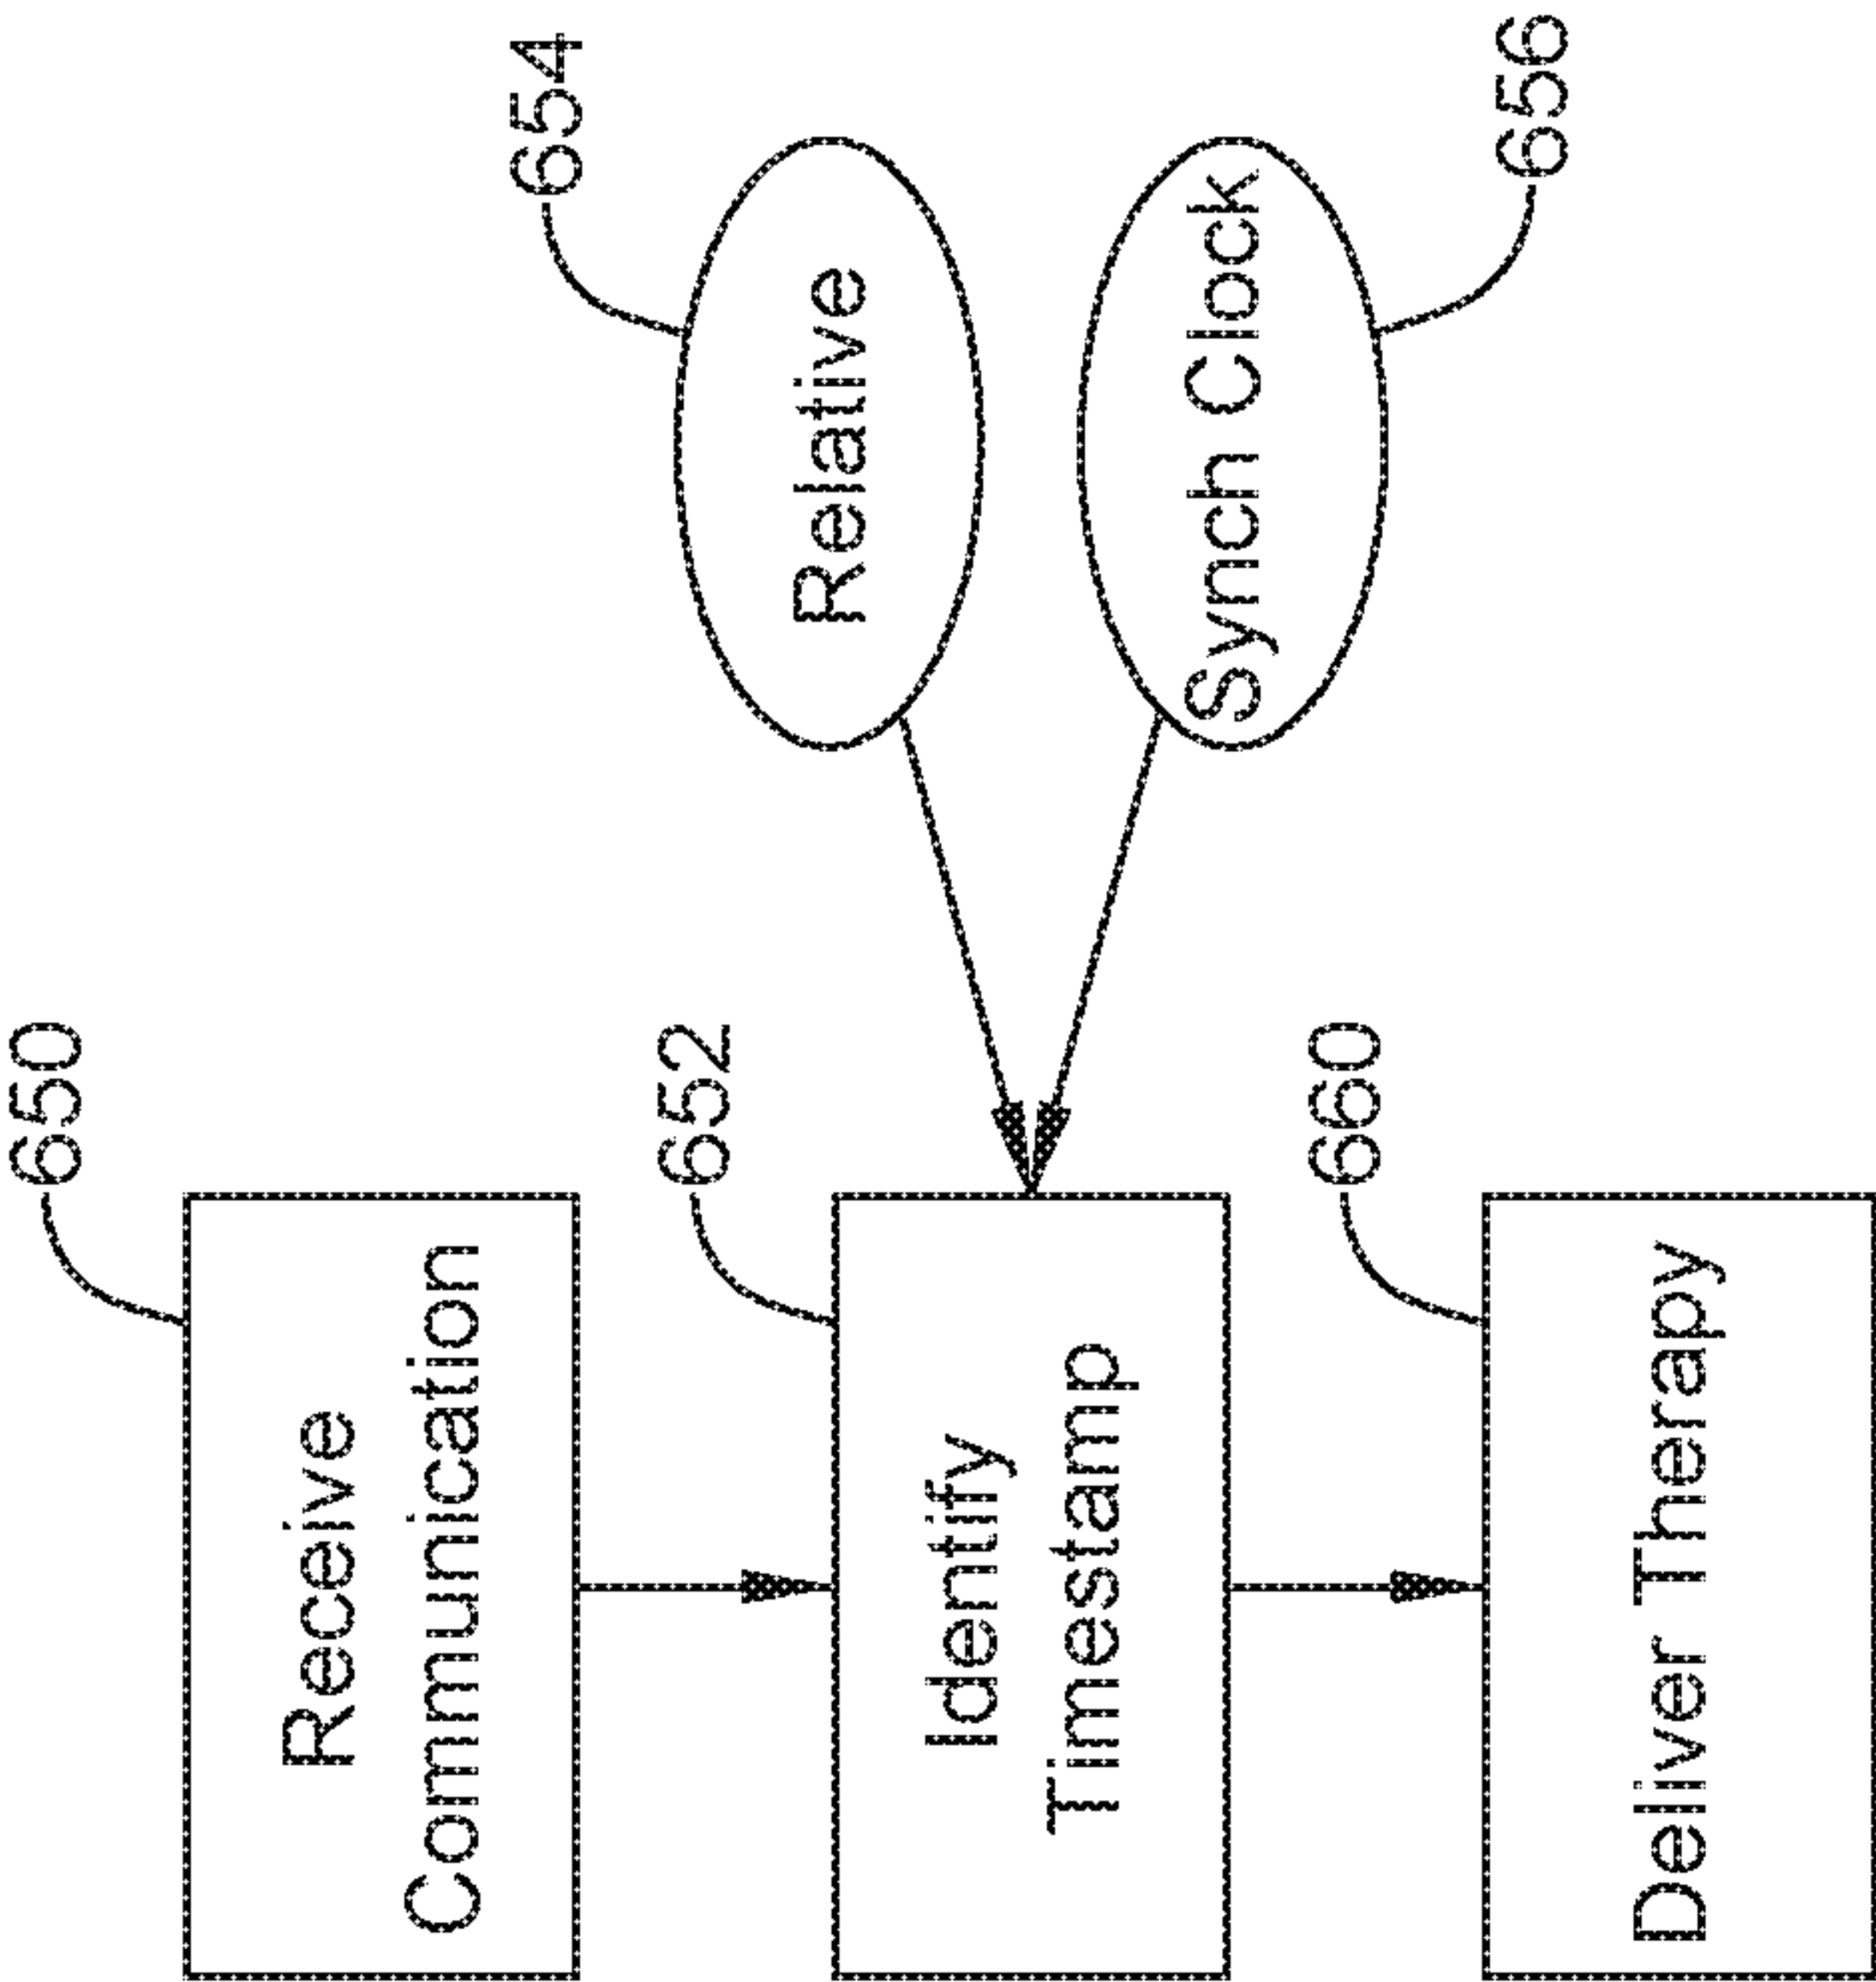 650
Receive
Communication
652
Identify
Timestamp
654
Relative
Synch Clock
656
660
Deliver Therapy